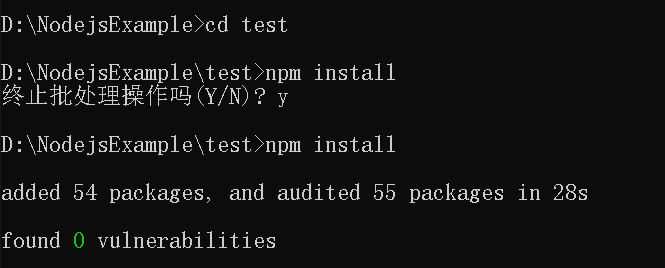 D:\NodejsExample>cd test
D:\NodejsExample\test>npm install
终止批处理操作吗(Y/N)? y
D:\NodejsExample\test>npm install
added 54 packages, and audited 55 packages in 28s
found 0 vulnerabilities